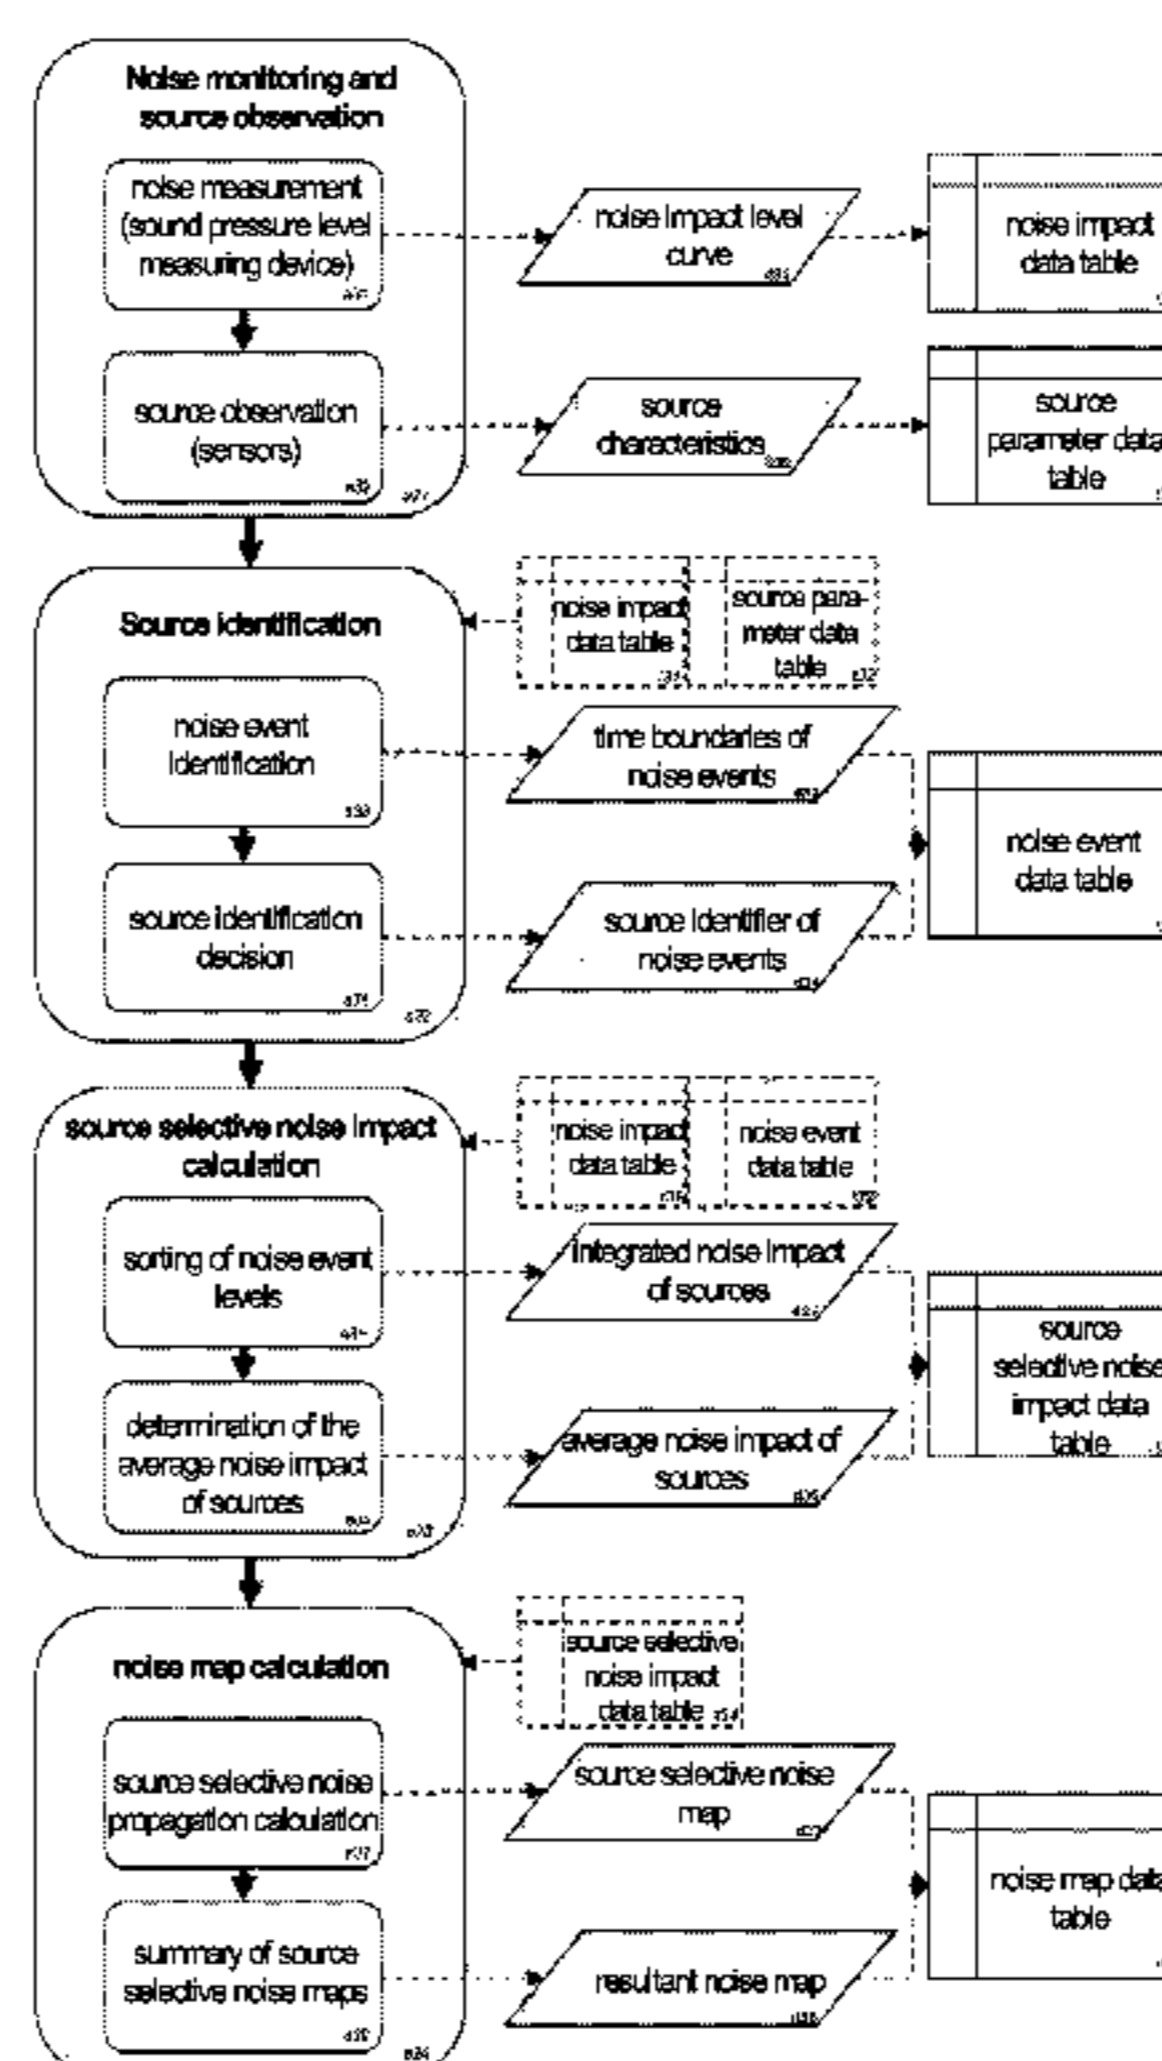 Noise monitoring and
source observation
noise measurement
(sound pressure level
measuring device)
noise impact level
curve
noise impact
data table
source observation
(sensors)
source
characteristics
source
parameter data
table
Source identification
noise impact
data table
source para-
meter data
table
noise event
identification
time boundaries of
noise events
noise event
data table
source identification
decision
source identifier of
noise events
source selective noise impact
calculation
noise impact
data table
noise event
data table
sorting of noise event
levels
integrated noise impact
of sources
source
selective noise
impact data
table
determination of the
average noise impact
of sources
average noise impact of
sources
noise map calculation
source selective
noise impact
data table
source selective noise
propagation calculation
source selective noise
map
noise map data
table
summary of source
selective noise maps
resultant noise map